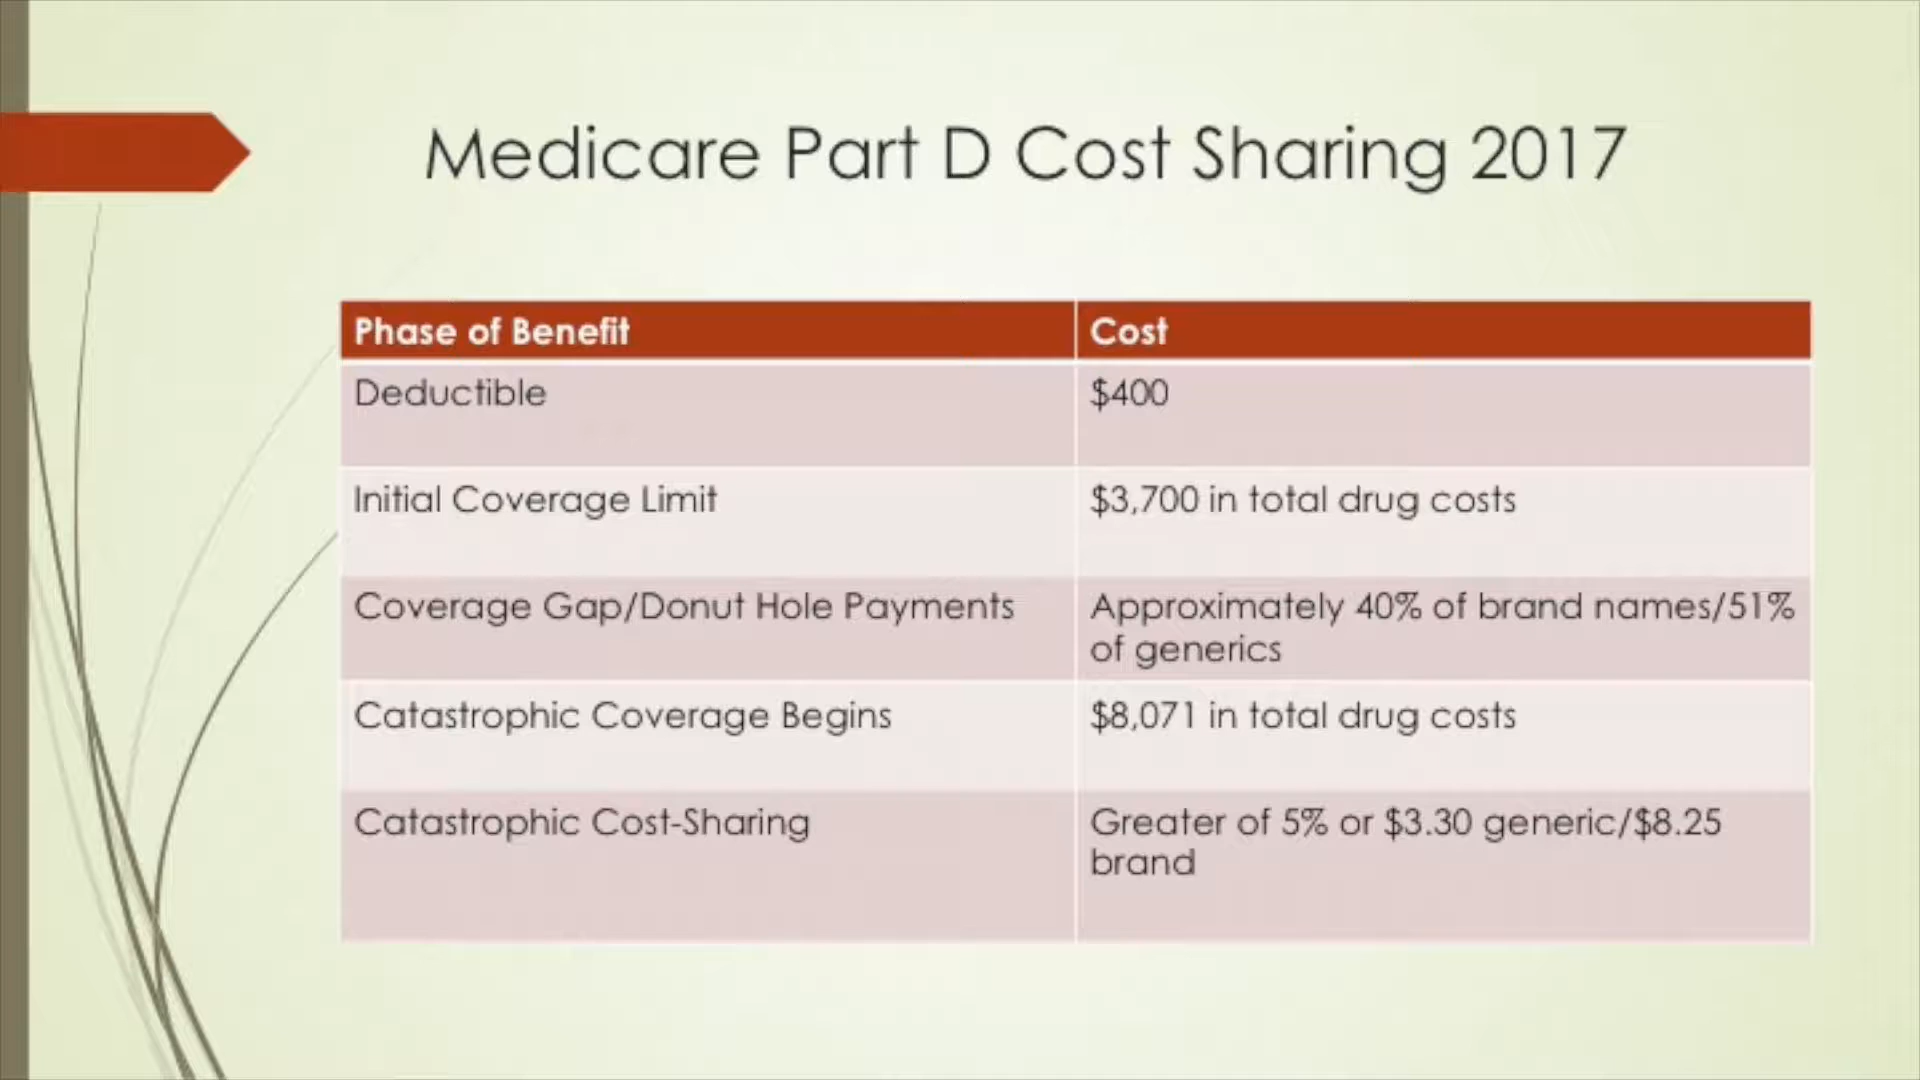 Medicare Part D Cost Sharing 2017
Phase of Benefit
Cost
Deductible
$400
Initial Coverage Limit
$3,700 in total drug costs
Coverage Gap/Donut Hole Payments
Approximately 40% of brand names/51%
of generics
Catastrophic Coverage Begins
$8,071 in total drug costs
Catastrophic Cost-Sharing
Greater of 5% or $3.30 generic/$8.25
brand